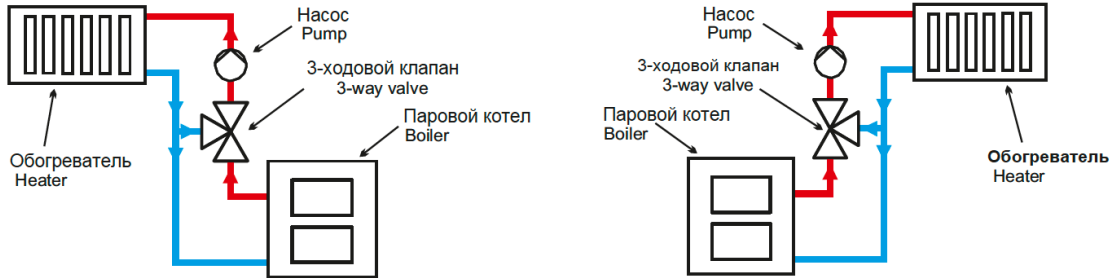 Насос
Pump
3-ходовой клапан
3-way valve
Паровой котел
Boiler
Обогреватель
Heater
Насос
Pump
3-ходовой клапан
3-way valve
Паровой котел
Boiler
Обогреватель
Heater